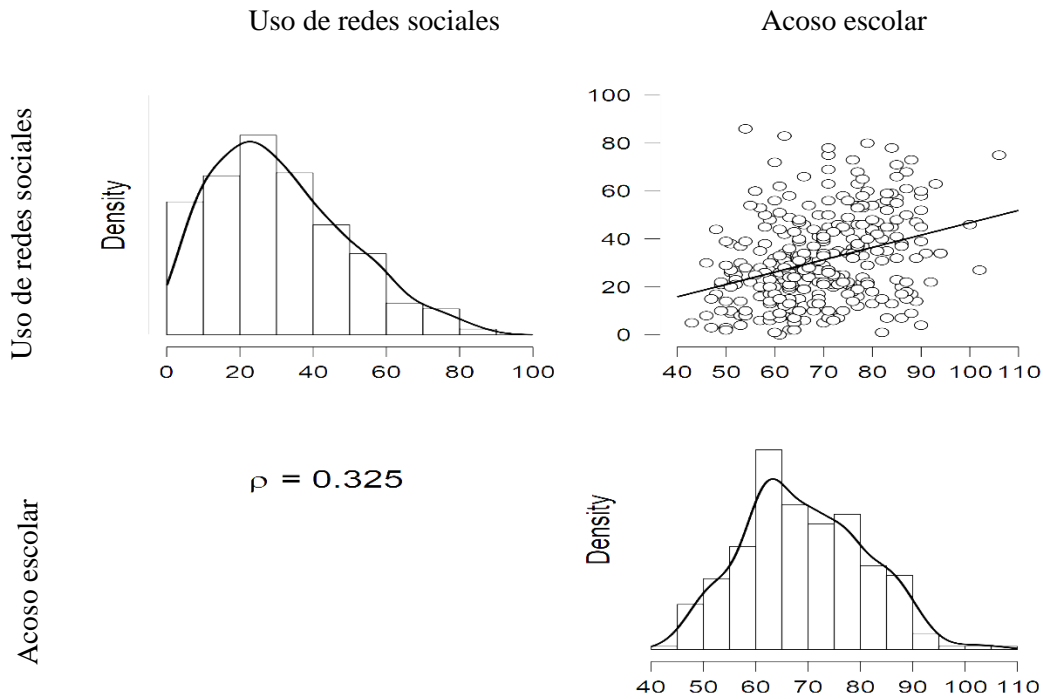 Uso de redes sociales
Acoso escolar
Uso de redes sociales
Density
0 20 40 60 80 100
100
80
60
40
20
0
40 50 60 70 80 90 100 110
Acoso escolar
ρ = 0.325
Density
40 50 60 70 80 90 100 110